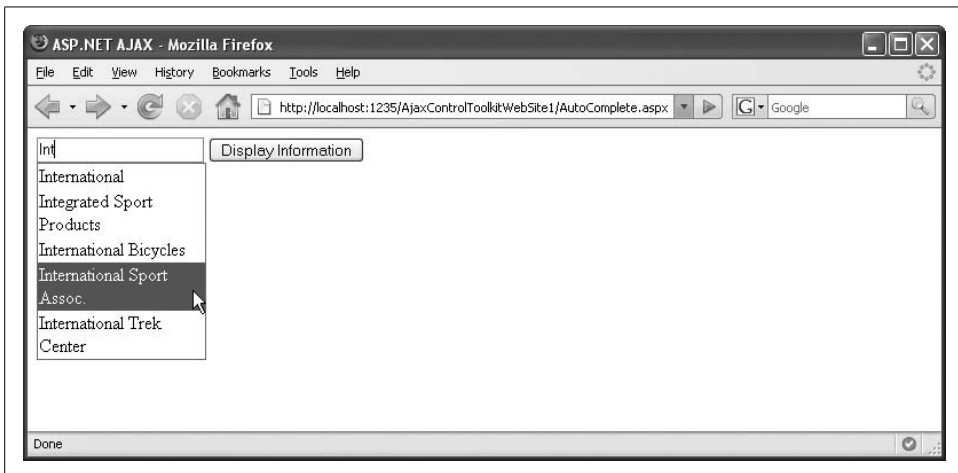 ASP.NET AJAX - Mozilla Firefox
File Edit View History Bookmarks Tools Help
http://localhost:1235/AjaxControlToolkitWebSite1/AutoComplete.aspx G Google
Int Display Information
International
Integrated Sport
Products
International Bicycles
International Sport
Assoc.
International Trek
Center
Done